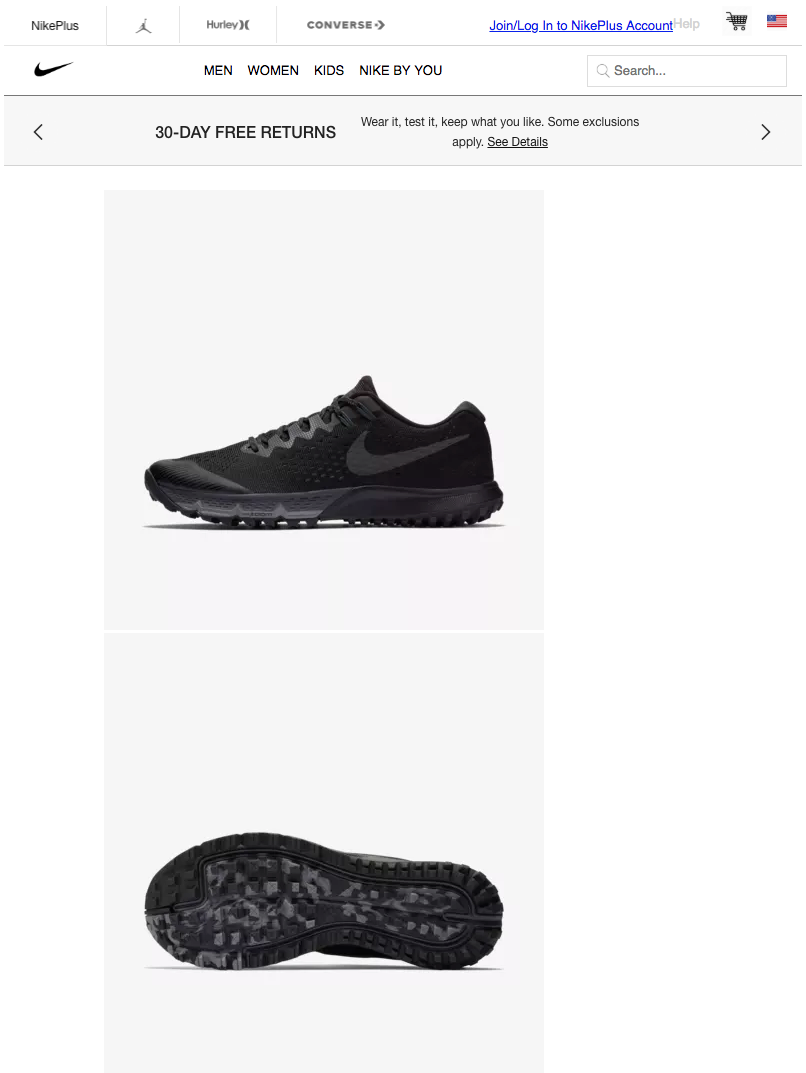 NikePlus
Hurley
CONVERSE
Join/Log In to NikePlus Account
Help
MEN WOMEN KIDS NIKE BY YOU
Search...
30-DAY FREE RETURNS
Wear it, test it, keep what you like. Some exclusions
apply. See Details